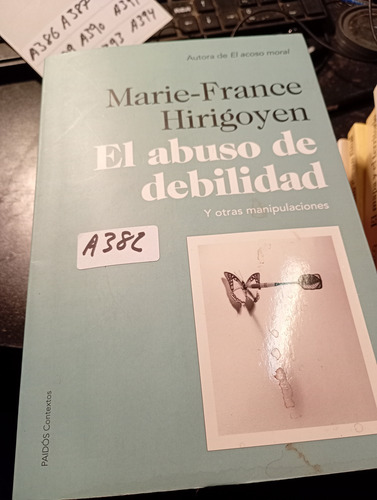 A386 A387
A390
A393 A394
Autora de El acoso moral
Marie-France
Hirigoyen
El abuso de
debilidad
Y otras manipulaciones
A382
PAIDÓS Contextos